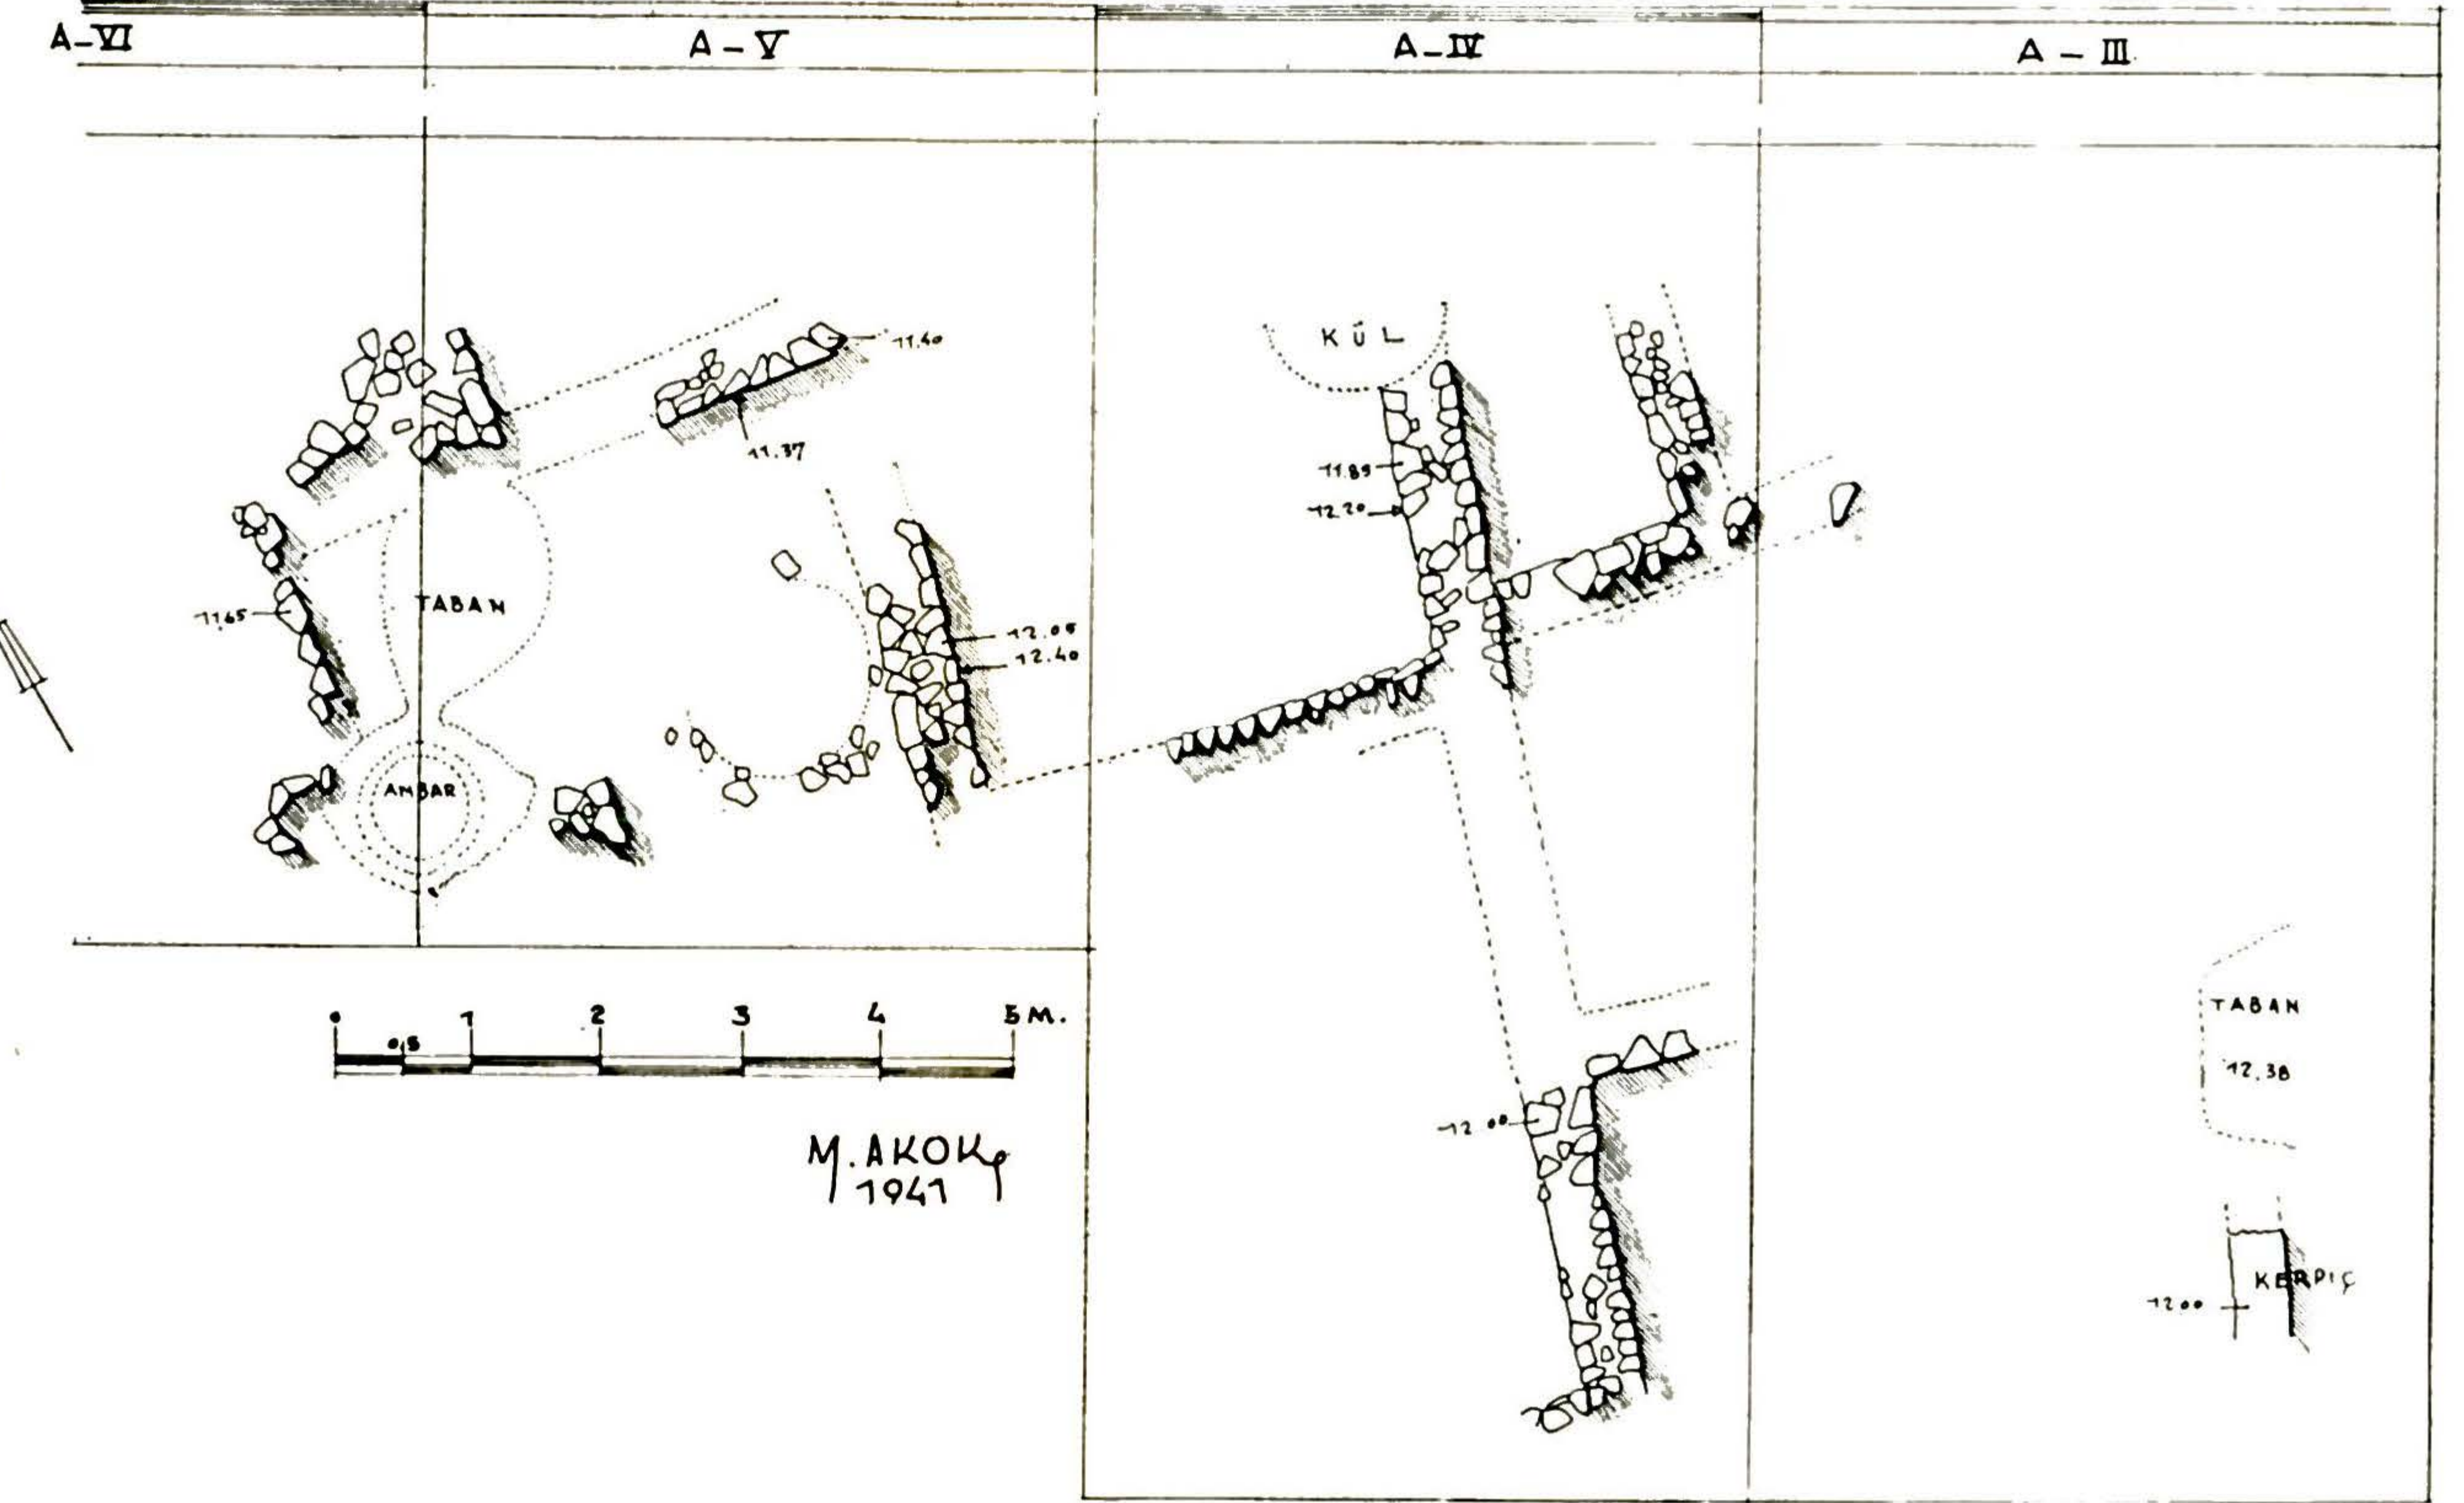 A-VI
A-V
A-IV
A-III
KÜL
11.40
11.37
11.89
12.20
TABAN
11.65
12.05
12.40
AMBAR
0 0,5 1 2 3 4 5 M.
TABAN
12.38
12.00
M. AKOK
1941
KERPIÇ
12.00